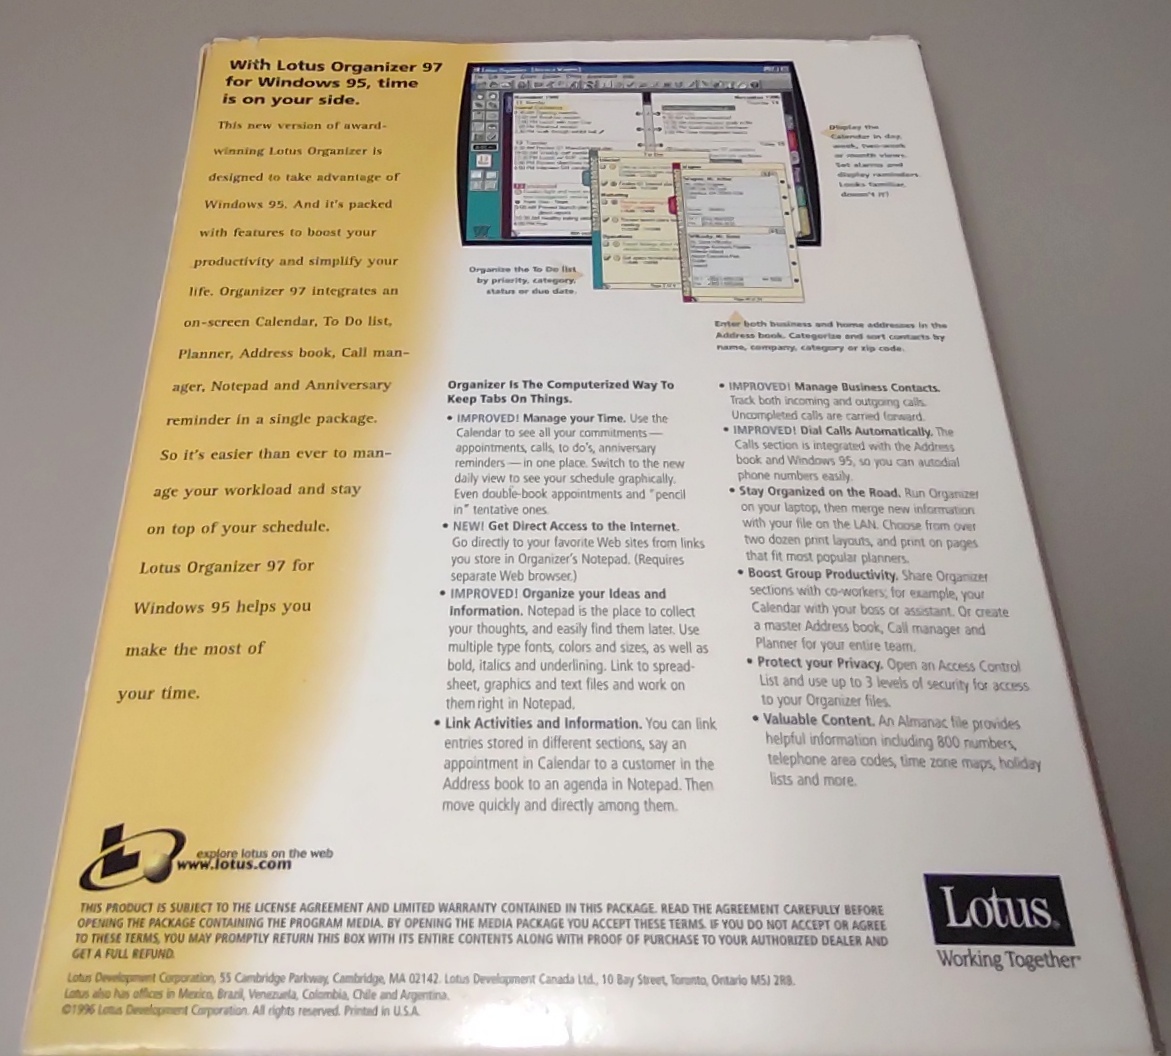 With Lotus Organizer 97
for Windows 95, time
is on your side.
This new version of award-
winning Lotus Organizer is
designed to take advantage of
Windows 95. And it's packed
with features to boost your
productivity and simplify your
life. Organizer 97 integrates an
on-screen Calendar, To Do list,
Planner, Address book, Call man-
ager, Notepad and Anniversary
reminder in a single package.
So it's easier than ever to man-
age your workload and stay
on top of your schedule.
Lotus Organizer 97 for
Windows 95 helps you
make the most of
your time.
Display the
Calendar in day,
week, two-week
or month views.
Set alarms and
display reminders.
Looks familiar,
doesn't it?
Organize the To Do list
by priority, category,
status or due date.
Enter both business and home addresses in the
Address book. Categorize and sort contacts by
name, company, category or zip code.
Organizer Is The Computerized Way To
Keep Tabs On Things.
• IMPROVED! Manage your Time. Use the
Calendar to see all your commitments —
appointments, calls, to do's, anniversary
reminders — in one place. Switch to the new
daily view to see your schedule graphically.
Even double-book appointments and "pencil
in" tentative ones.
• NEW! Get Direct Access to the Internet.
Go directly to your favorite Web sites from links
you store in Organizer's Notepad. (Requires
separate Web browser.)
• IMPROVED! Organize your Ideas and
Information. Notepad is the place to collect
your thoughts, and easily find them later. Use
multiple type fonts, colors and sizes, as well as
bold, italics and underlining. Link to spread-
sheet, graphics and text files and work on
them right in Notepad.
• Link Activities and Information. You can link
entries stored in different sections, say an
appointment in Calendar to a customer in the
Address book to an agenda in Notepad. Then
move quickly and directly among them.
• IMPROVED! Manage Business Contacts.
Track both incoming and outgoing calls.
Uncompleted calls are carried forward.
• IMPROVED! Dial Calls Automatically. The
Calls section is integrated with the Address
book and Windows 95, so you can autodial
phone numbers easily.
• Stay Organized on the Road. Run Organizer
on your laptop, then merge new information
with your file on the LAN. Choose from over
two dozen print layouts, and print on pages
that fit most popular planners.
• Boost Group Productivity. Share Organizer
sections with co-workers; for example, your
Calendar with your boss or assistant. Or create
a master Address book, Call manager and
Planner for your entire team.
• Protect your Privacy. Open an Access Control
List and use up to 3 levels of security for access
to your Organizer files.
• Valuable Content. An Almanac file provides
helpful information including 800 numbers,
telephone area codes, time zone maps, holiday
lists and more.
explore lotus on the web
www.lotus.com
THIS PRODUCT IS SUBJECT TO THE LICENSE AGREEMENT AND LIMITED WARRANTY CONTAINED IN THIS PACKAGE. READ THE AGREEMENT CAREFULLY BEFORE
OPENING THE PACKAGE CONTAINING THE PROGRAM MEDIA. BY OPENING THE MEDIA PACKAGE YOU ACCEPT THESE TERMS. IF YOU DO NOT ACCEPT OR AGREE
TO THESE TERMS, YOU MAY PROMPTLY RETURN THIS BOX WITH ITS ENTIRE CONTENTS ALONG WITH PROOF OF PURCHASE TO YOUR AUTHORIZED DEALER AND
GET A FULL REFUND.
Lotus Development Corporation, 55 Cambridge Parkway, Cambridge, MA 02142. Lotus Development Canada Ltd., 10 Bay Street, Toronto, Ontario M5J 2R8.
Lotus also has offices in Mexico, Brazil, Venezuela, Colombia, Chile and Argentina.
©1996 Lotus Development Corporation. All rights reserved. Printed in U.S.A.
Lotus
Working Together